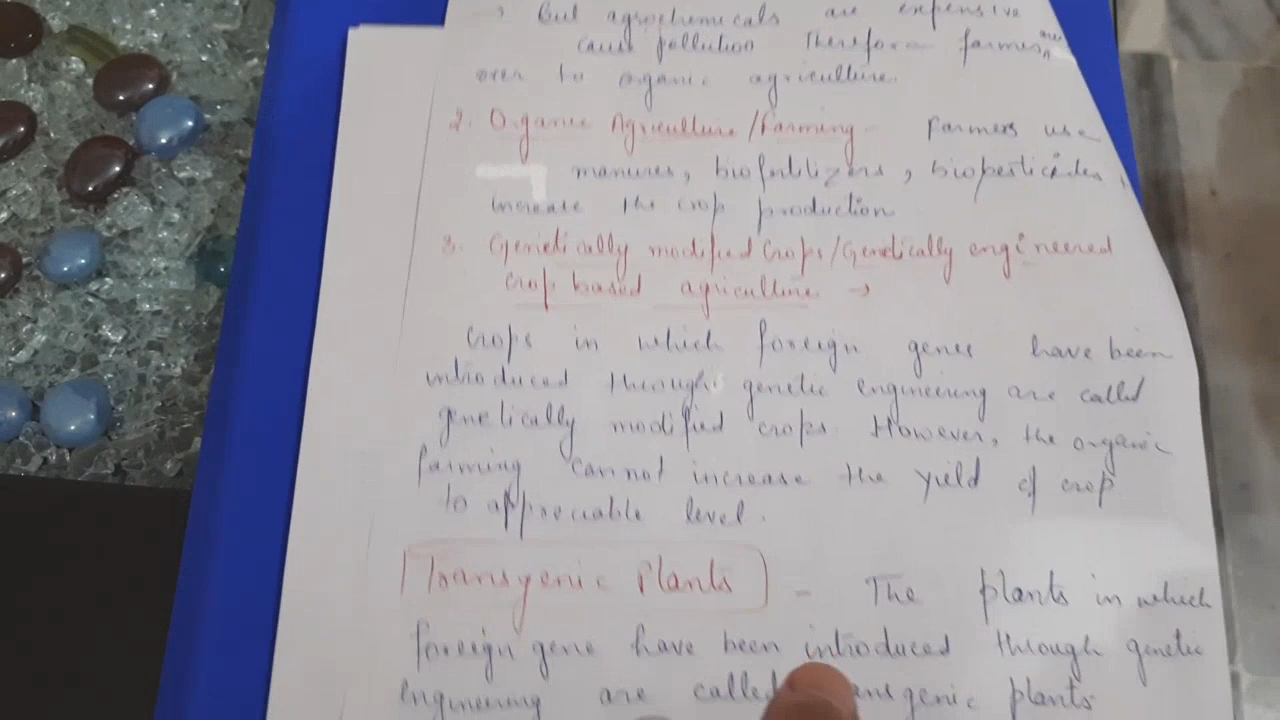 → But agrochemicals are expensive
cause pollution Therefore farmers are
over to organic agriculture.
2. Organic Agriculture/Farming - Farmers use
manures, biofertilizers, biopesticides,
increase the crop production
3. Genetically modified Crops/Genetically engineered
crop based agriculture →
Crops in which foreign genes have been
introduced through genetic engineering are called
genetically modified crops. However, the organic
farming cannot increase the yield of crop
to appreciable level.
Transgenic Plants - The plants in which
foreign gene have been introduced through genetic
engineering are called genic plants